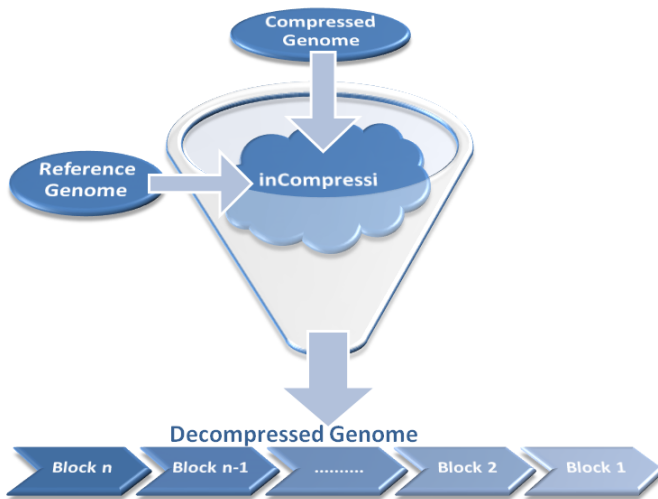 Compressed
Genome
Reference
Genome
inCompressi
Decompressed Genome
Block n
Block n-1
..........
Block 2
Block 1